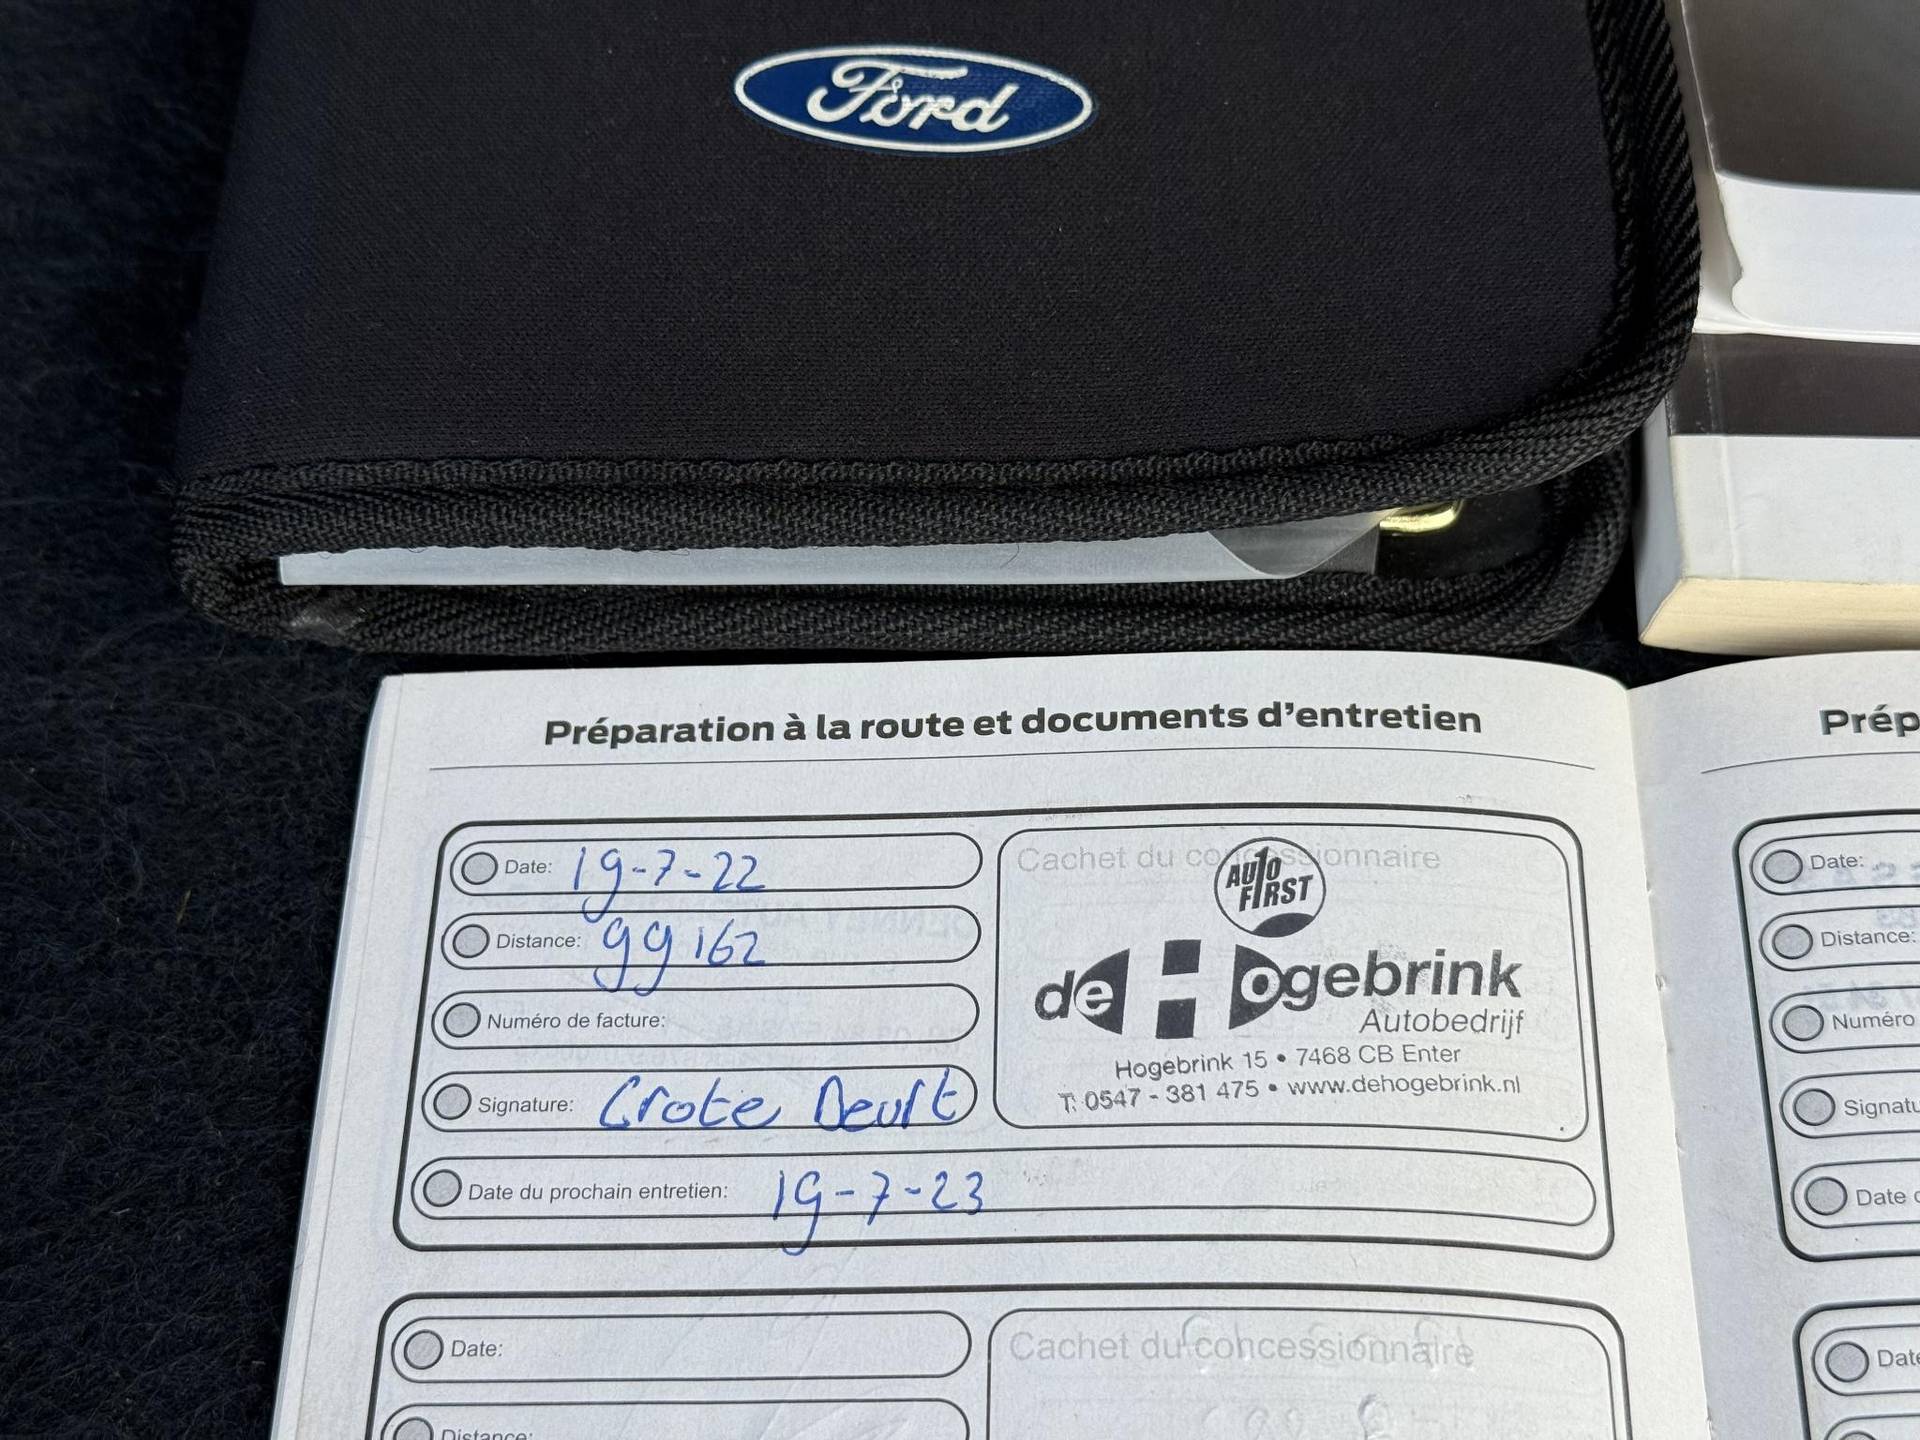 Ford
Préparation à la route et documents d'entretien
Date: 19-7-22
Distance: 99162
Numéro de facture:
Signature: Grote Beurt
Date du prochain entretien: 19-7-23
Cachet du concessionnaire
AUTO
FIRST
de Hogebrink
Autobedrijf
Hogebrink 15 • 7468 CB Enter
T: 0547 - 381 475 • www.dehogebrink.nl
Date:
Distance:
Cachet du concessionnaire
Prép
Date:
Distance:
Numéro
Signatu
Date
Date